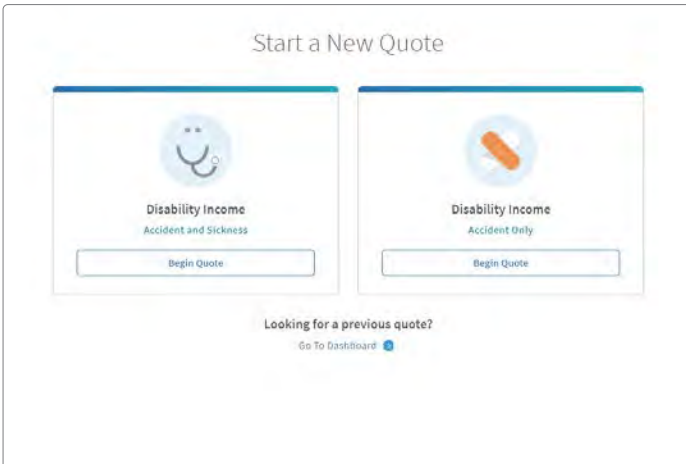 Start a New Quote
Disability Income
Accident and Sickness
Begin Quote
Disability Income
Accident Only
Begin Quote
Looking for a previous quote?
Go To Dashboard